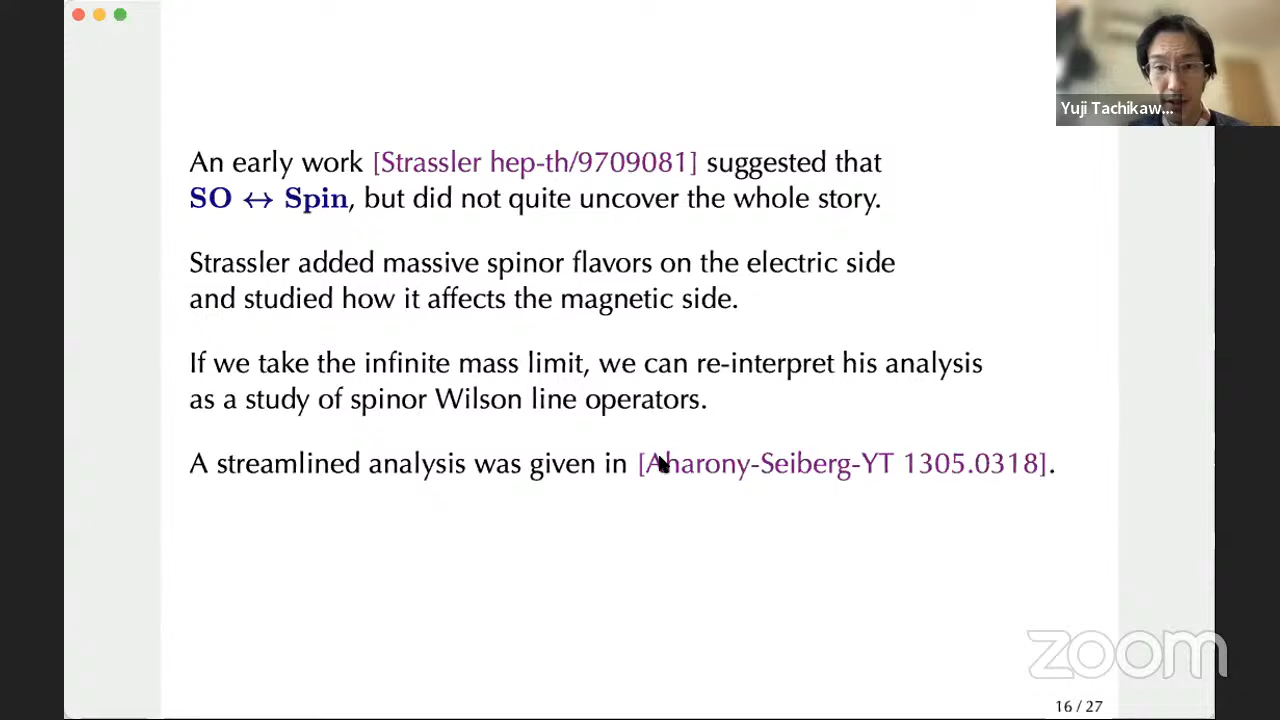 Yuji Tachikaw...
An early work [Strassler hep-th/9709081] suggested that
SO ↔ Spin, but did not quite uncover the whole story.
Strassler added massive spinor flavors on the electric side
and studied how it affects the magnetic side.
If we take the infinite mass limit, we can re-interpret his analysis
as a study of spinor Wilson line operators.
A streamlined analysis was given in [Aharony-Seiberg-YT 1305.0318].
zoom
16 / 27